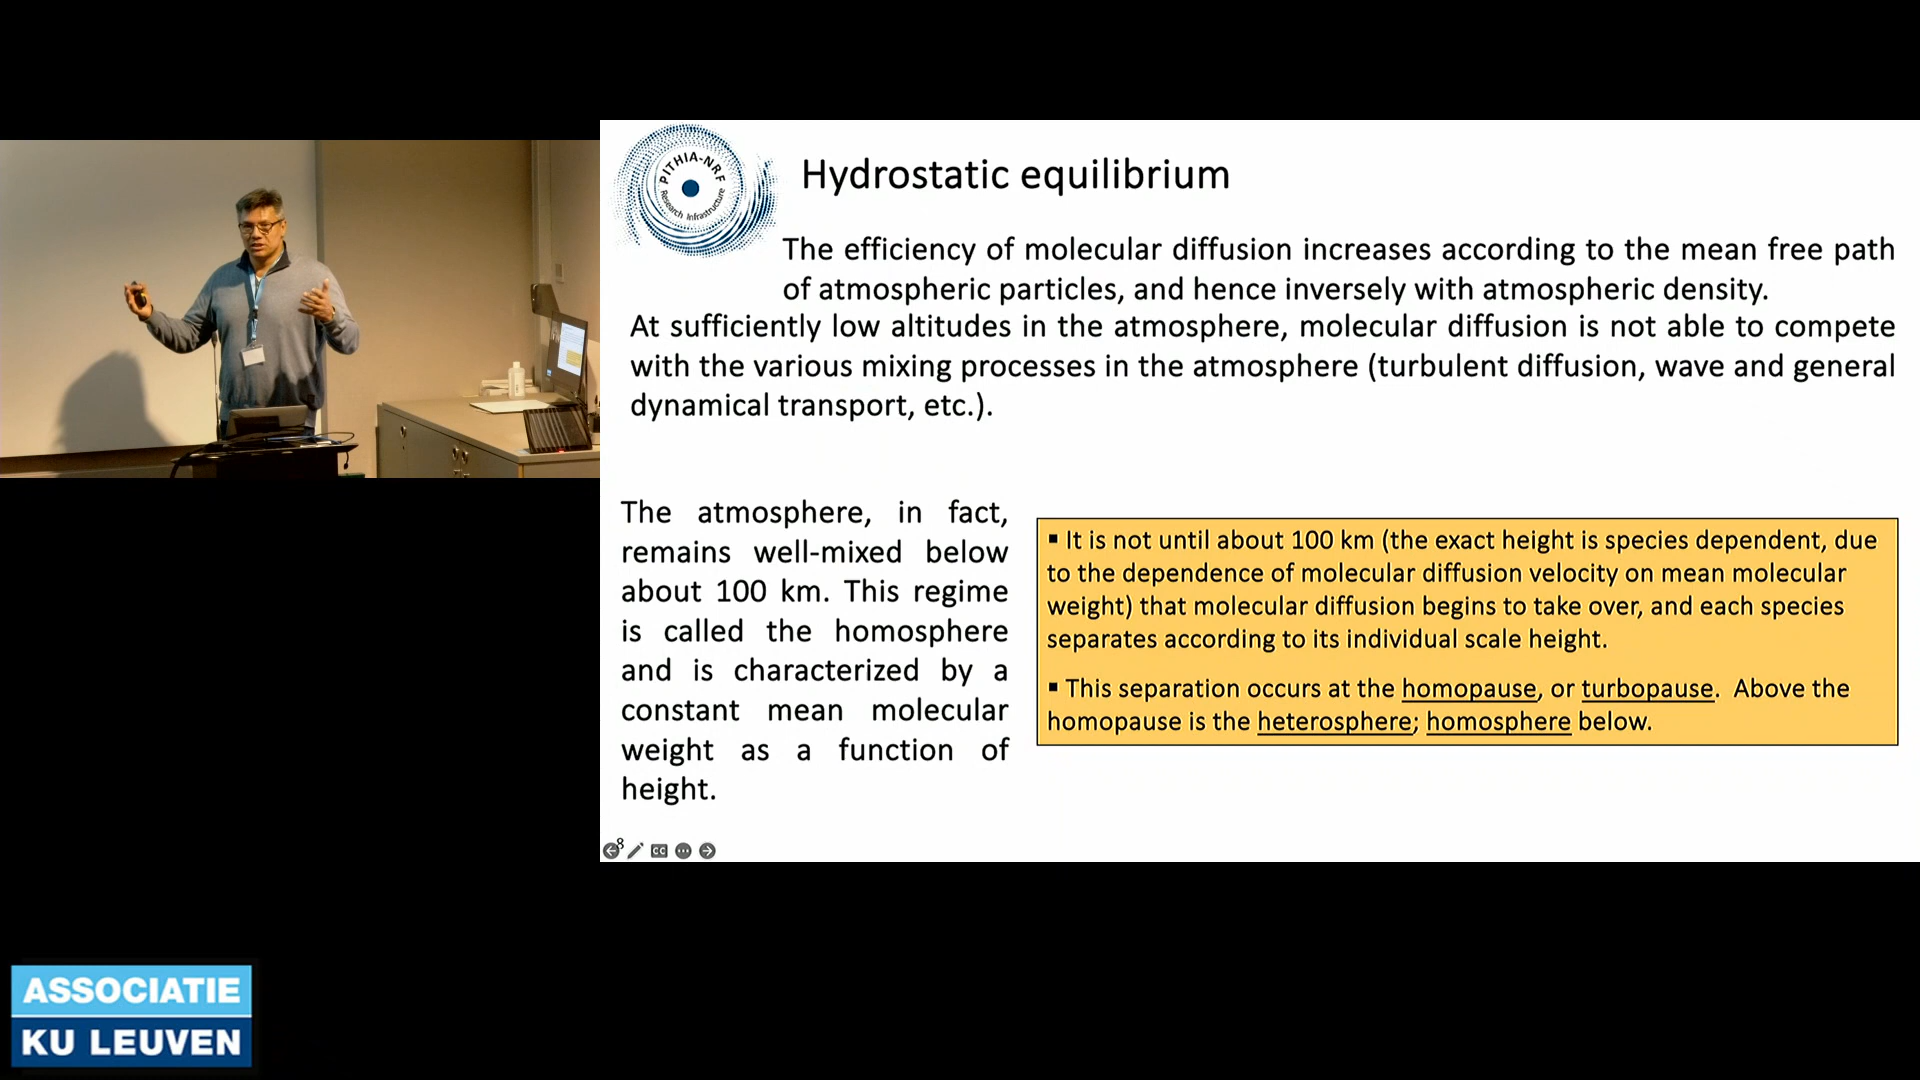 PITHIA-NRF
Research Infrastructure
Hydrostatic equilibrium
The efficiency of molecular diffusion increases according to the mean free path
of atmospheric particles, and hence inversely with atmospheric density.
At sufficiently low altitudes in the atmosphere, molecular diffusion is not able to compete
with the various mixing processes in the atmosphere (turbulent diffusion, wave and general
dynamical transport, etc.).
The atmosphere, in fact,
remains well-mixed below
about 100 km. This regime
is called the homosphere
and is characterized by a
constant mean molecular
weight as a function of
height.
▪ It is not until about 100 km (the exact height is species dependent, due
to the dependence of molecular diffusion velocity on mean molecular
weight) that molecular diffusion begins to take over, and each species
separates according to its individual scale height.
▪ This separation occurs at the homopause, or turbopause. Above the
homopause is the heterosphere; homosphere below.
8
CC
ASSOCIATIE
KU LEUVEN